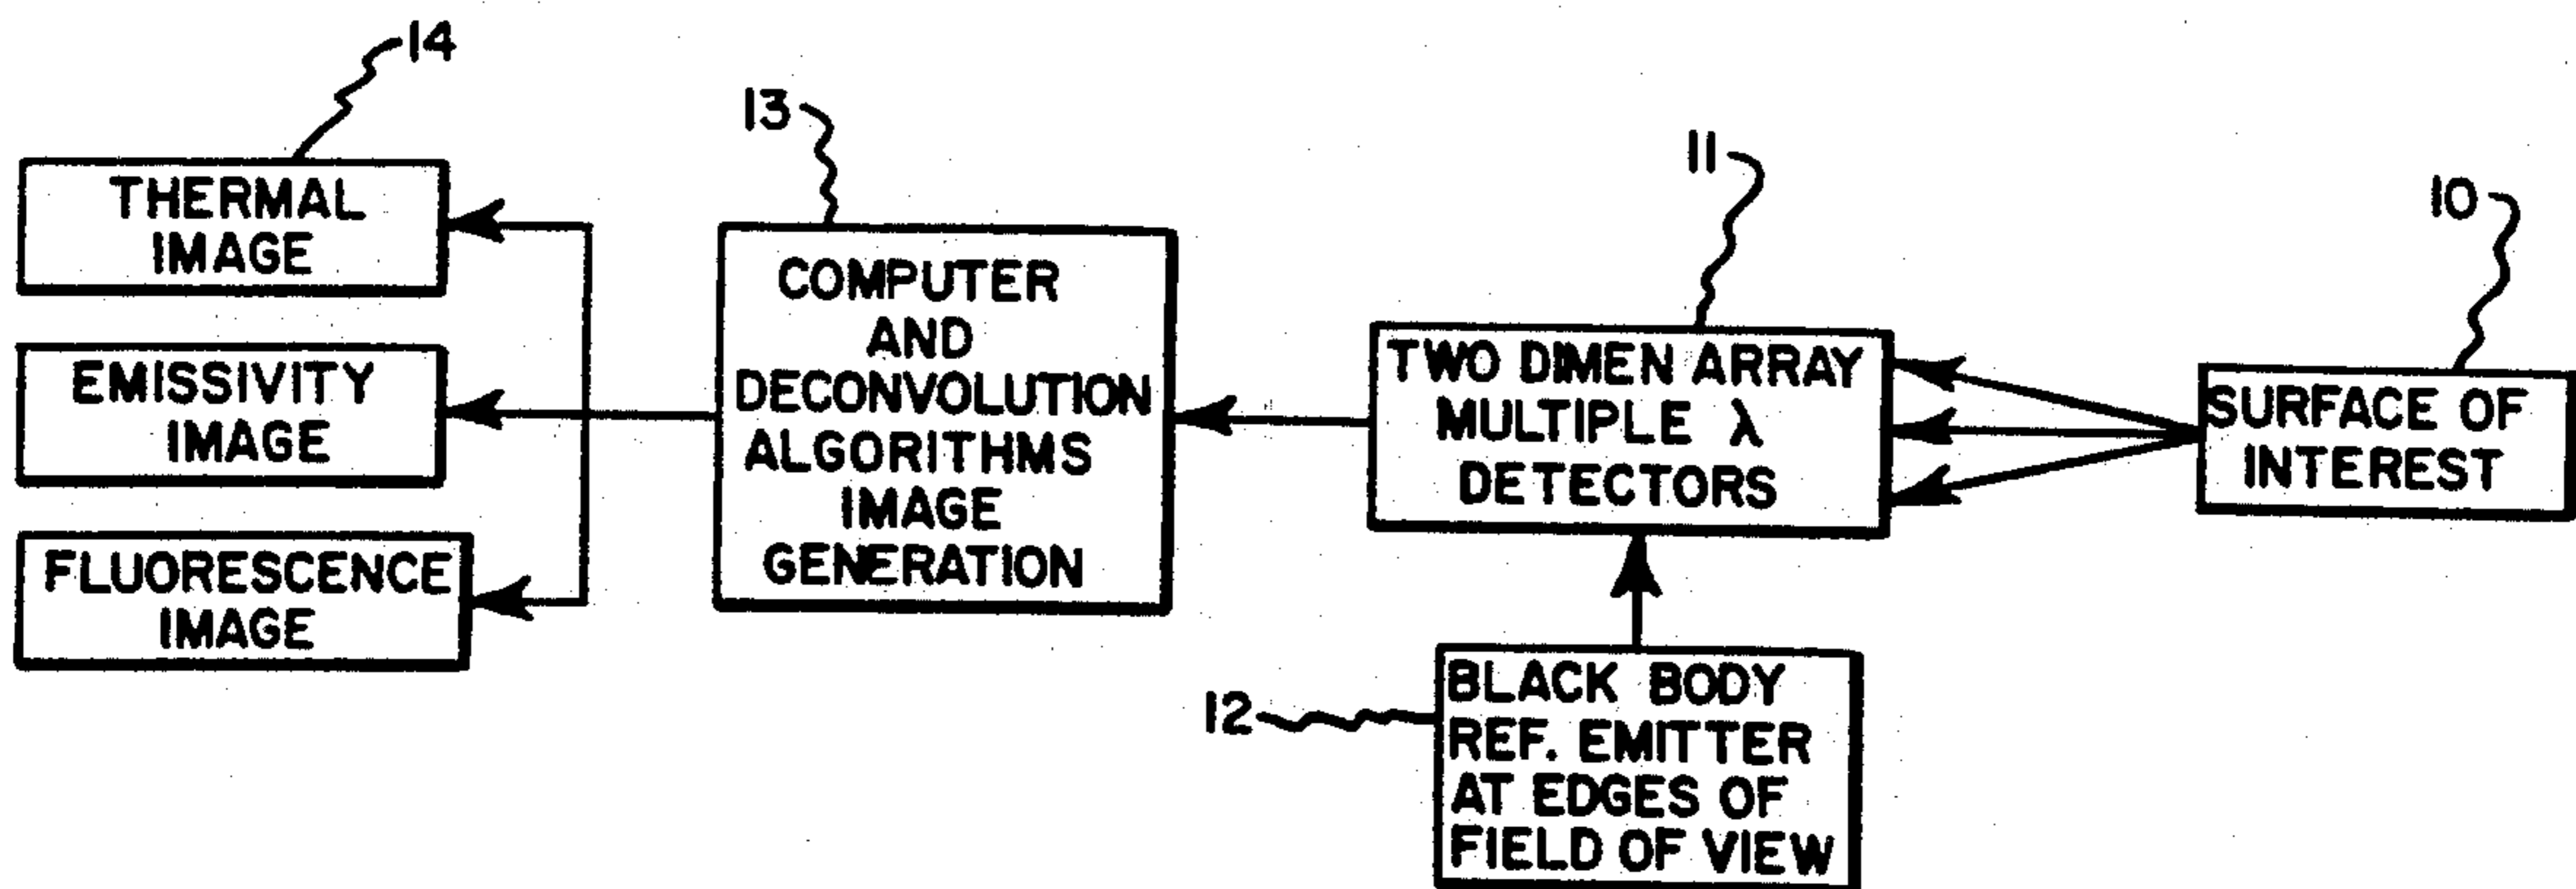 14
THERMAL
IMAGE
EMISSIVITY
IMAGE
FLUORESCENCE
IMAGE
13
COMPUTER
AND
DECONVOLUTION
ALGORITHMS
IMAGE
GENERATION
11
TWO DIMEN ARRAY
MULTIPLE λ
DETECTORS
12
BLACK BODY
REF. EMITTER
AT EDGES OF
FIELD OF VIEW
10
SURFACE OF
INTEREST